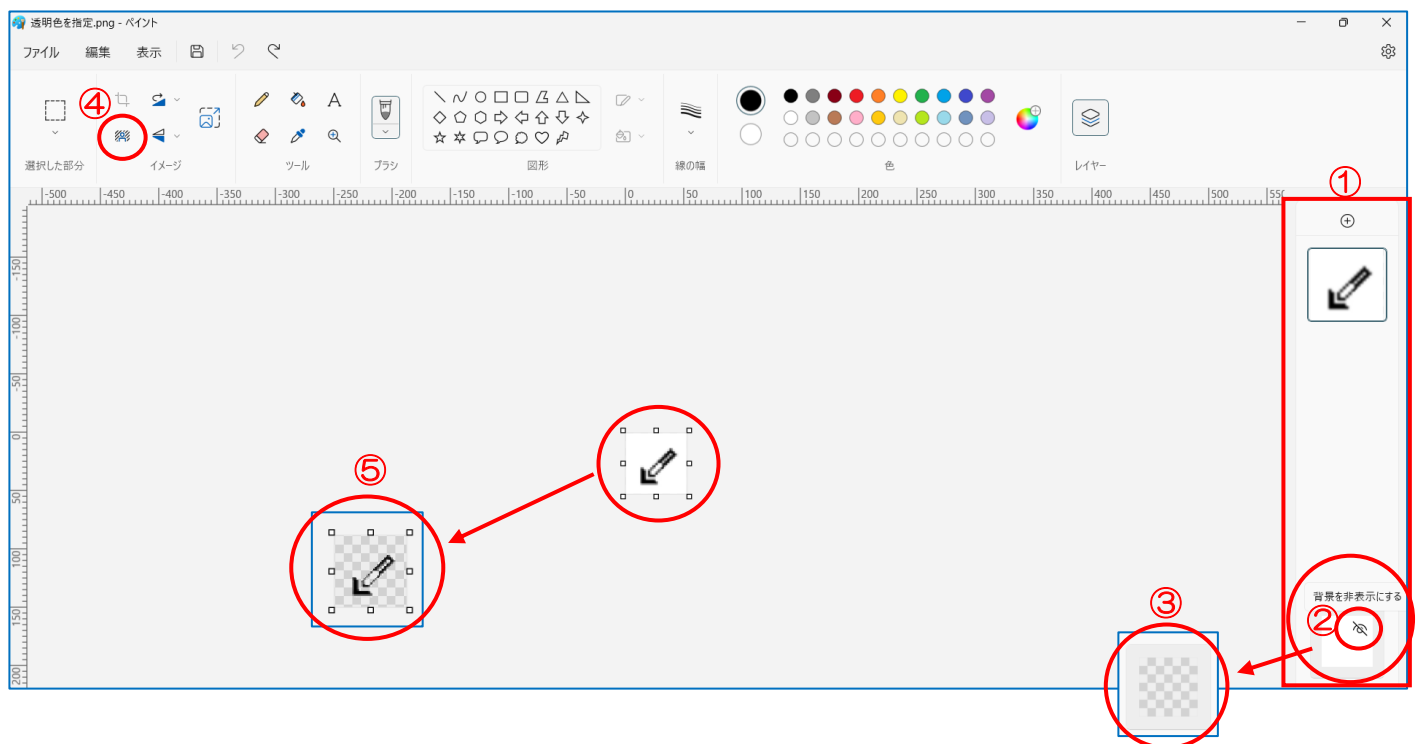 透明色を指定.png - ペイント
ファイル 編集 表示
④
A
選択した部分 イメージ ツール ブラシ 図形 線の幅 色 レイヤー
①
-500 -450 -400 -350 -300 -250 -200 -150 -100 -50 0 50 100 150 200 250 300 350 400 450 500 550
-150
-100
-50
0
50
100
150
200
⑤
背景を非表示にする
③
②